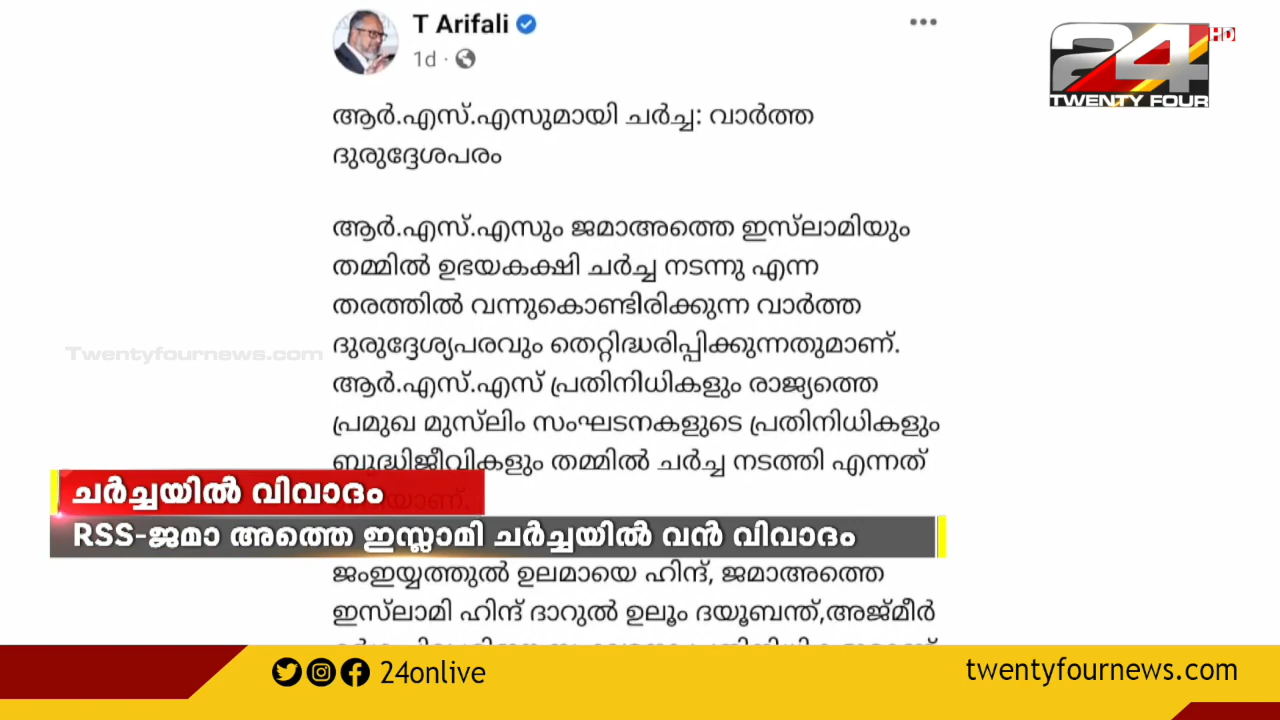 T Arifali
1d
24 HD
TWENTY FOUR
ആർ.എസ്.എസുമായി ചർച്ച: വാർത്ത
ദുരുദ്ദേശപരം
ആർ.എസ്.എസും ജമാഅത്തെ ഇസ്‌ലാമിയും
തമ്മിൽ ഉഭയകക്ഷി ചർച്ച നടന്നു എന്ന
തരത്തിൽ വന്നുകൊണ്ടിരിക്കുന്ന വാർത്ത
Twentyfournews.com
ദുരുദ്ദേശ്യപരവും തെറ്റിദ്ധരിപ്പിക്കുന്നതുമാണ്.
ആർ.എസ്.എസ് പ്രതിനിധികളും രാജ്യത്തെ
പ്രമുഖ മുസ്‌ലിം സംഘടനകളുടെ പ്രതിനിധികളും
ബുദ്ധിജീവികളും തമ്മിൽ ചർച്ച നടത്തി എന്നത്
ചർച്ചയിൽ വിവാദം
RSS-ജമാ അത്തെ ഇസ്ലാമി ചർച്ചയിൽ വൻ വിവാദം
ജംഇയ്യത്തുൽ ഉലമായെ ഹിന്ദ്, ജമാഅത്തെ
ഇസ്‌ലാമി ഹിന്ദ് ദാറുൽ ഉലൂം ദയൂബന്ത്,അജ്മീർ
24onlive
twentyfournews.com